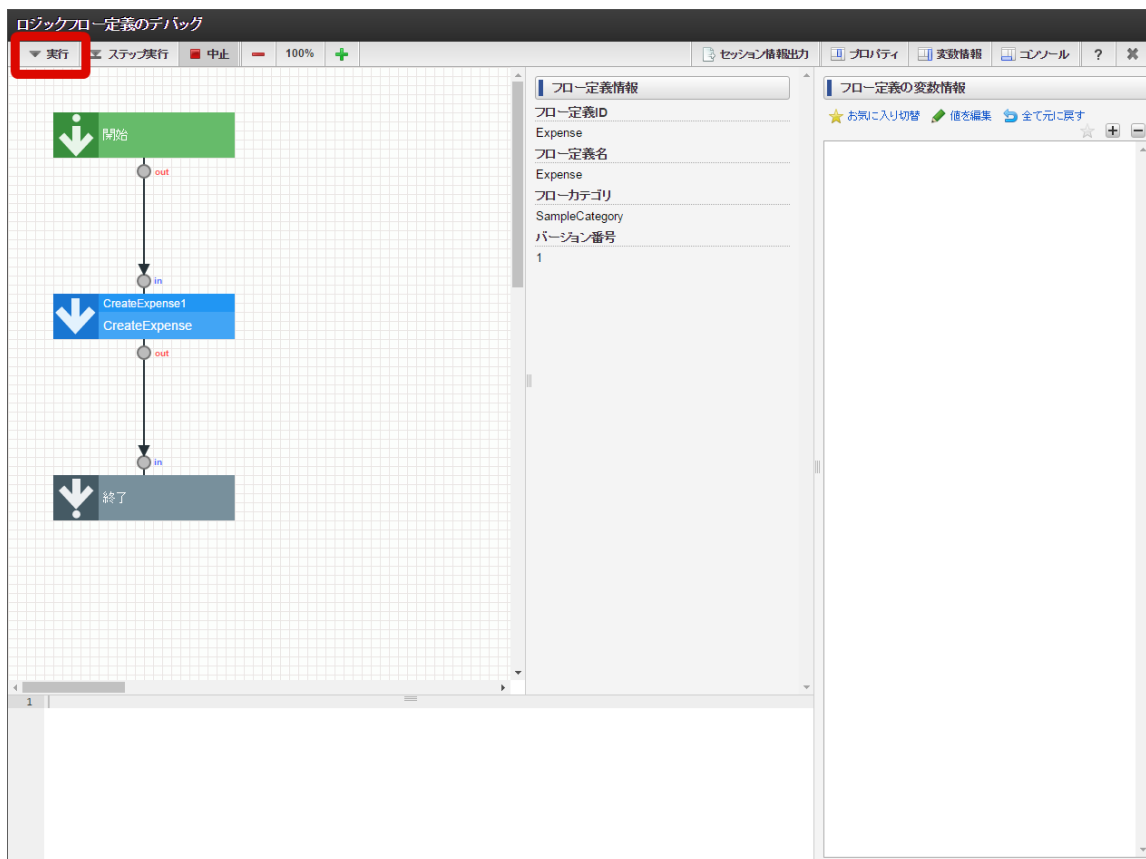 ロジックフロー定義のデバッグ
実行 ステップ実行 中止 100% セッション情報出力 プロパティ 変数情報 コンソール ?
開始
out
in
CreateExpense1
CreateExpense
out
in
終了
フロー定義情報
フロー定義ID
Expense
フロー定義名
Expense
フローカテゴリ
SampleCategory
バージョン番号
1
フロー定義の変数情報
お気に入り切替 値を編集 全て元に戻す
1